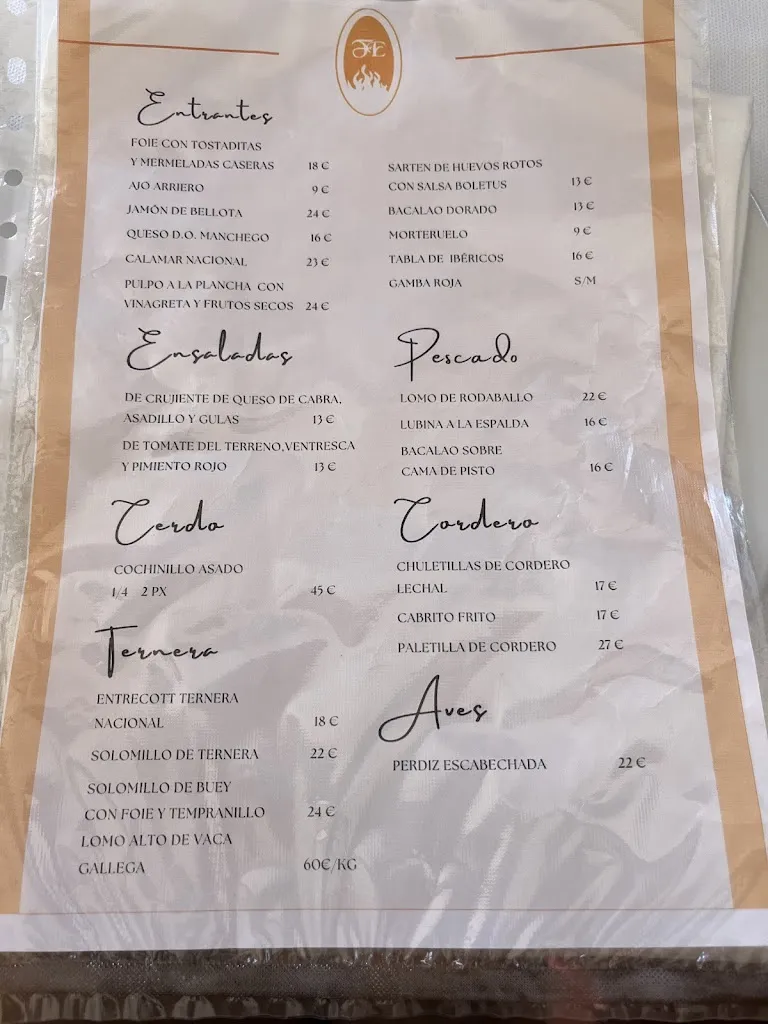 Entrantes
FOIE CON TOSTADITAS
Y MERMELADAS CASERAS 18 €
AJO ARRIERO 9 €
JAMÓN DE BELLOTA 24 €
QUESO D.O. MANCHEGO 16 €
CALAMAR NACIONAL 23 €
PULPO A LA PLANCHA CON
VINAGRETA Y FRUTOS SECOS 24 €
SARTEN DE HUEVOS ROTOS
CON SALSA BOLETUS 13 €
BACALAO DORADO 13 €
MORTERUELO 9 €
TABLA DE IBÉRICOS 16 €
GAMBA ROJA S/M
Ensaladas
DE CRUJIENTE DE QUESO DE CABRA,
ASADILLO Y GULAS 13 €
DE TOMATE DEL TERRENO,VENTRESCA
Y PIMIENTO ROJO 13 €
Pescado
LOMO DE RODABALLO 22 €
LUBINA A LA ESPALDA 16 €
BACALAO SOBRE
CAMA DE PISTO 16 €
Cerdo
COCHINILLO ASADO
1/4 2 PX 45 €
Cordero
CHULETILLAS DE CORDERO
LECHAL 17 €
CABRITO FRITO 17 €
PALETILLA DE CORDERO 27 €
Ternera
ENTRECOTT TERNERA
NACIONAL 18 €
SOLOMILLO DE TERNERA 22 €
SOLOMILLO DE BUEY
CON FOIE Y TEMPRANILLO 24 €
LOMO ALTO DE VACA
GALLEGA 60€/KG
Aves
PERDIZ ESCABECHADA 22 €